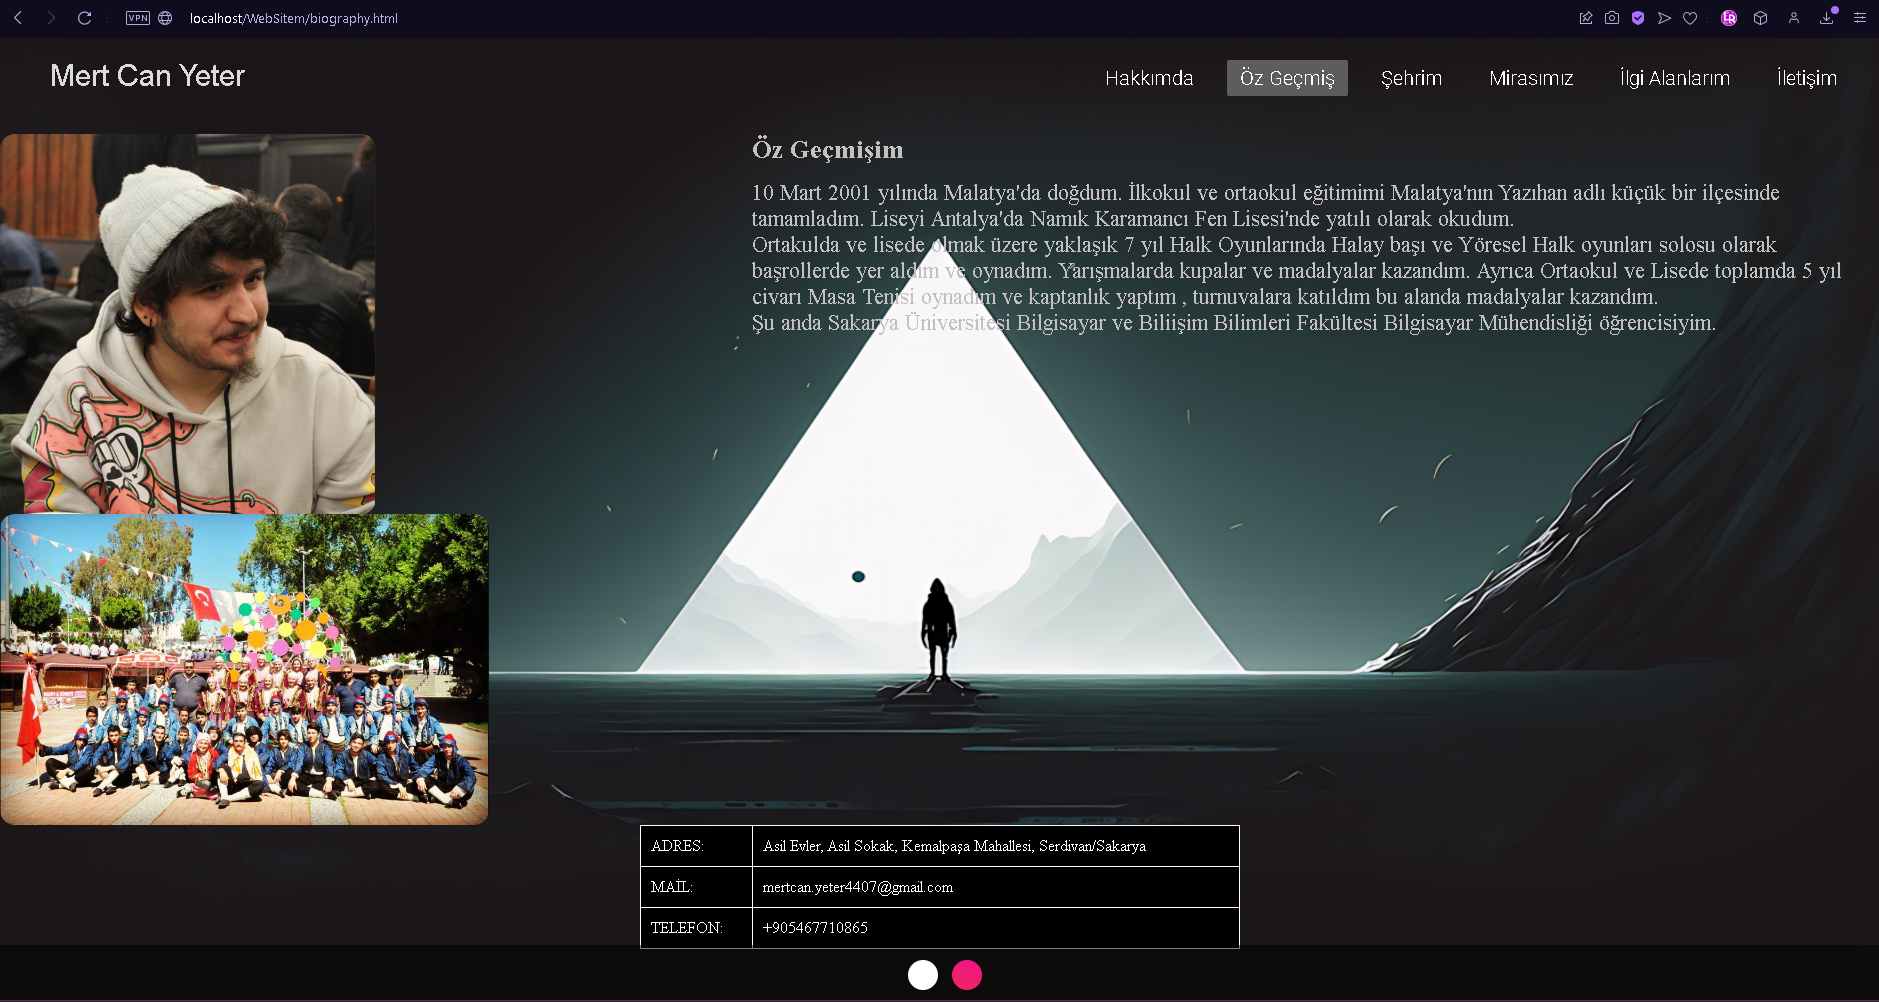 VPN
localhost/WebSitem/biography.html
Mert Can Yeter
Hakkımda
Öz Geçmiş
Şehrim
Mirasımız
İlgi Alanlarım
İletişim
Öz Geçmişim
10 Mart 2001 yılında Malatya'da doğdum. İlkokul ve ortaokul eğitimimi Malatya'nın Yazıhan adlı küçük bir ilçesinde
tamamladım. Liseyi Antalya'da Namık Karamancı Fen Lisesi'nde yatılı olarak okudum.
Ortakulda ve lisede olmak üzere yaklaşık 7 yıl Halk Oyunlarında Halay başı ve Yöresel Halk oyunları solosu olarak
başrollerde yer aldım ve oynadım. Yarışmalarda kupalar ve madalyalar kazandım. Ayrıca Ortaokul ve Lisede toplamda 5 yıl
civarı Masa Tenisi oynadım ve kaptanlık yaptım , turnuvalara katıldım bu alanda madalyalar kazandım.
Şu anda Sakarya Üniversitesi Bilgisayar ve Biliişim Bilimleri Fakültesi Bilgisayar Mühendisliği öğrencisiyim.
ADRES: Asil Evler, Asil Sokak, Kemalpaşa Mahallesi, Serdivan/Sakarya
MAİL: mertcan.yeter4407@gmail.com
TELEFON: +905467710865